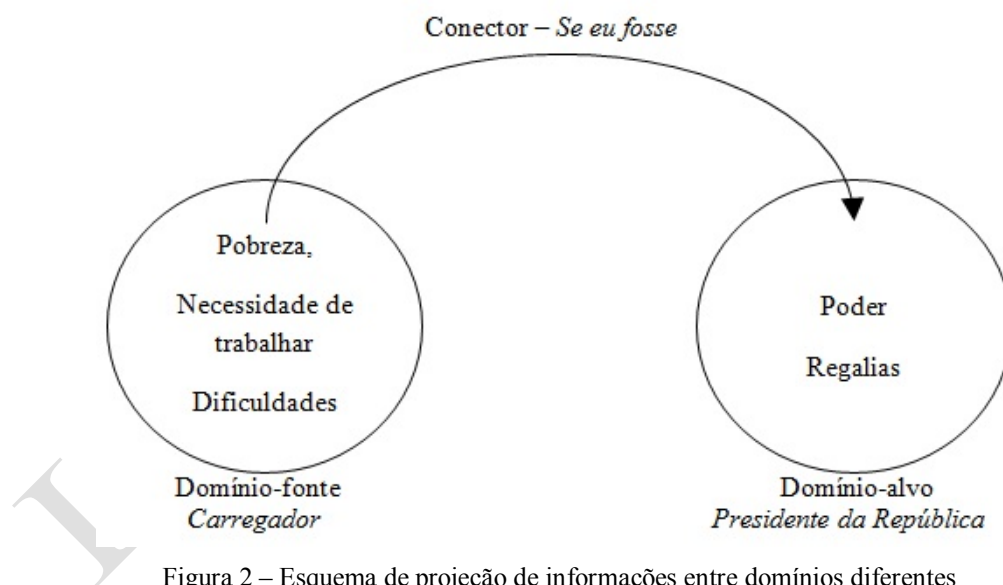 Conector – Se eu fosse
Pobreza,
Necessidade de
trabalhar
Dificuldades
Domínio-fonte
Carregador
Poder
Regalias
Domínio-alvo
Presidente da República
Figura 2 – Esquema de projeção de informações entre domínios diferentes